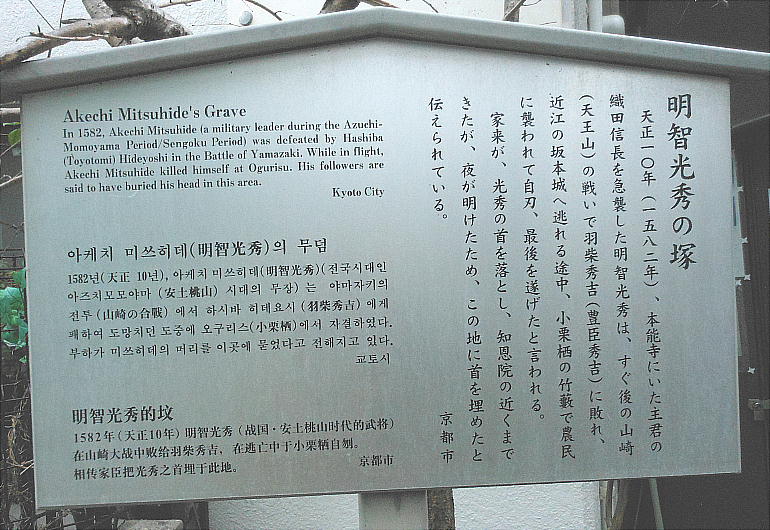 明智光秀の塚
天正一〇年（一五八二年）、本能寺にいた主君の
織田信長を急襲した明智光秀は、すぐ後の山崎
（天王山）の戦いで羽柴秀吉（豊臣秀吉）に敗れ、
近江の坂本城へ逃れる途中、小栗栖の竹藪で農民
に襲われて自刃、最後を遂げたと言われる。
家来が、光秀の首を落とし、知恩院の近くまで
きたが、夜が明けたため、この地に首を埋めたと
伝えられている。
京都市
Akechi Mitsuhide's Grave
In 1582, Akechi Mitsuhide (a military leader during the Azuchi-
Momoyama Period/Sengoku Period) was defeated by Hashiba
(Toyotomi) Hideyoshi in the Battle of Yamazaki. While in flight,
Akechi Mitsuhide killed himself at Ogurisu. His followers are
said to have buried his head in this area.
Kyoto City
아케치 미쓰히데(明智光秀)의 무덤
1582년(天正 10년), 아케치 미쓰히데(明智光秀)(전국시대인
아즈치모모야마 (安土桃山) 시대의 무장)는 야마자키의
전투(山崎の合戰)에서 하시바 히데요시 (羽柴秀吉)에게
패하여 도망치던 도중에 오구리스(小栗栖)에서 자결하였다.
부하가 미쓰히데의 머리를 이곳에 묻었다고 전해지고 있다.
교토시
明智光秀的坟
1582年(天正10年) 明智光秀（战国·安土桃山时代的武将）
在山崎大战中败给羽柴秀吉，在逃亡中于小栗栖自刎。
相传家臣把光秀之首埋于此地。
京都市